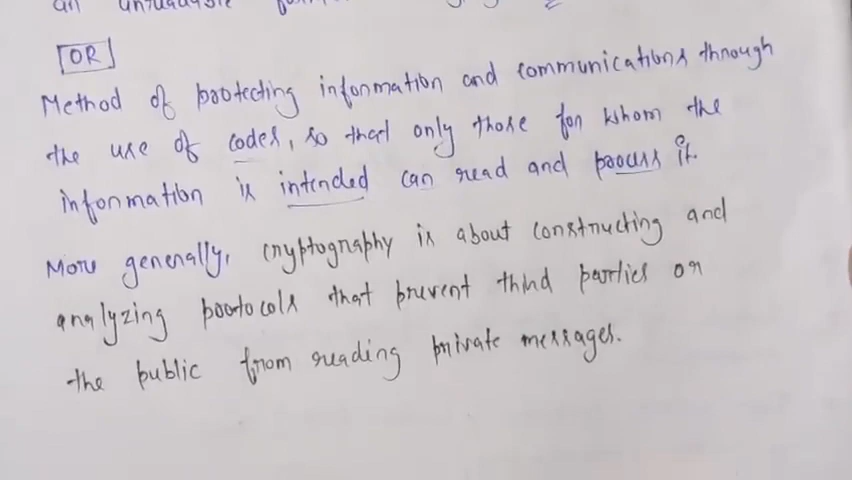 an unreadable
[OR]
Method of protecting information and communications through
the use of codes, so that only those for whom the
information is intended can read and process it.
More generally, cryptography is about constructing and
analyzing protocols that prevent third parties or
the public from reading private messages.